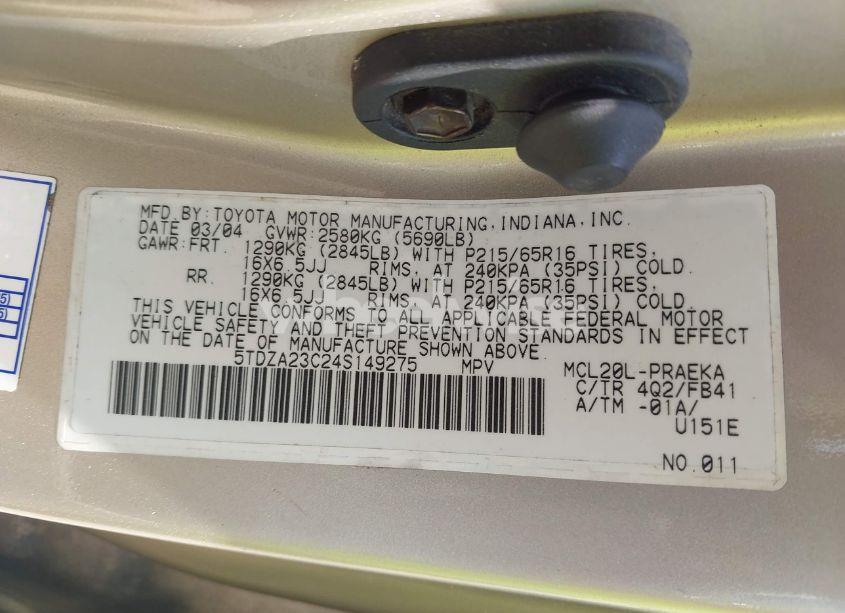 MFD.BY:TOYOTA MOTOR MANUFACTURING,INDIANA,INC.
DATE 03/04 GVWR:2580KG (5690LB)
GAWR:FRT. 1290KG (2845LB) WITH P215/65R16 TIRES,
16X6.5JJ RIMS, AT 240KPA (35PSI) COLD.
RR. 1290KG (2845LB) WITH P215/65R16 TIRES,
16X6.5JJ RIMS, AT 240KPA (35PSI) COLD.
THIS VEHICLE CONFORMS TO ALL APPLICABLE FEDERAL MOTOR
VEHICLE SAFETY AND THEFT PREVENTION STANDARDS IN EFFECT
ON THE DATE OF MANUFACTURE SHOWN ABOVE.
5TDZA23C24S149275 MPV MCL20L-PRAEKA
C/TR 4Q2/FB41
A/TM -01A/
U151E
NO.011